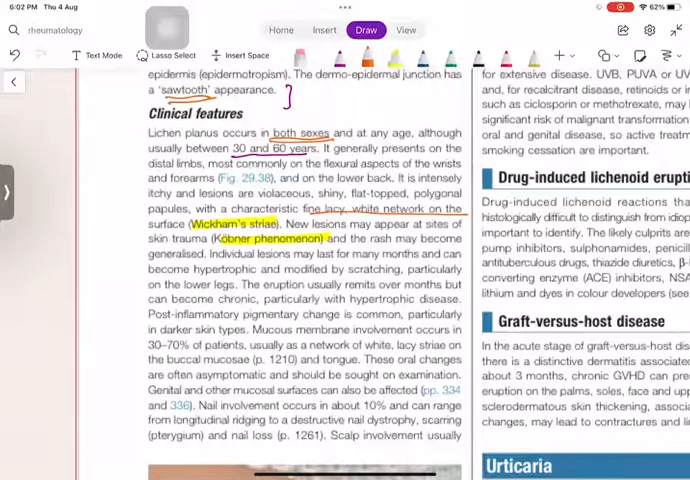 6:02 PM Thu 4 Aug
62%
rheumatology
Home
Insert
Draw
View
Text Mode
Lasso Select
Insert Space
epidermis (epidermotropism). The dermo-epidermal junction has
a ‘sawtooth’ appearance.
Clinical features
Lichen planus occurs in both sexes and at any age, although
usually between 30 and 60 years. It generally presents on the
distal limbs, most commonly on the flexural aspects of the wrists
and forearms (Fig. 29.38), and on the lower back. It is intensely
itchy and lesions are violaceous, shiny, flat-topped, polygonal
papules, with a characteristic fine lacy, white network on the
surface (Wickham’s striae). New lesions may appear at sites of
skin trauma (Köbner phenomenon) and the rash may become
generalised. Individual lesions may last for many months and can
become hypertrophic and modified by scratching, particularly
on the lower legs. The eruption usually remits over months but
can become chronic, particularly with hypertrophic disease.
Post-inflammatory pigmentary change is common, particularly
in darker skin types. Mucous membrane involvement occurs in
30–70% of patients, usually as a network of white, lacy striae on
the buccal mucosae (p. 1210) and tongue. These oral changes
are often asymptomatic and should be sought on examination.
Genital and other mucosal surfaces can also be affected (pp. 334
and 336). Nail involvement occurs in about 10% and can range
from longitudinal ridging to a destructive nail dystrophy, scarring
(pterygium) and nail loss (p. 1261). Scalp involvement usually
for extensive disease. UVB, PUVA or UV
and, for recalcitrant disease, retinoids or i
such as ciclosporin or methotrexate, may
significant risk of malignant transformation
oral and genital disease, so active treatm
smoking cessation are important.
Drug-induced lichenoid erupti
Drug-induced lichenoid reactions tha
histologically difficult to distinguish from idiop
important to identify. The likely culprits are
pump inhibitors, sulphonamides, penicil
antituberculous drugs, thiazide diuretics, β-
converting enzyme (ACE) inhibitors, NSA
lithium and dyes in colour developers (see
Graft-versus-host disease
In the acute stage of graft-versus-host dis
there is a distinctive dermatitis associated
about 3 months, chronic GVHD can pre
eruption on the palms, soles, face and upp
sclerodermatous skin thickening, associat
changes, may lead to contractures and li
Urticaria